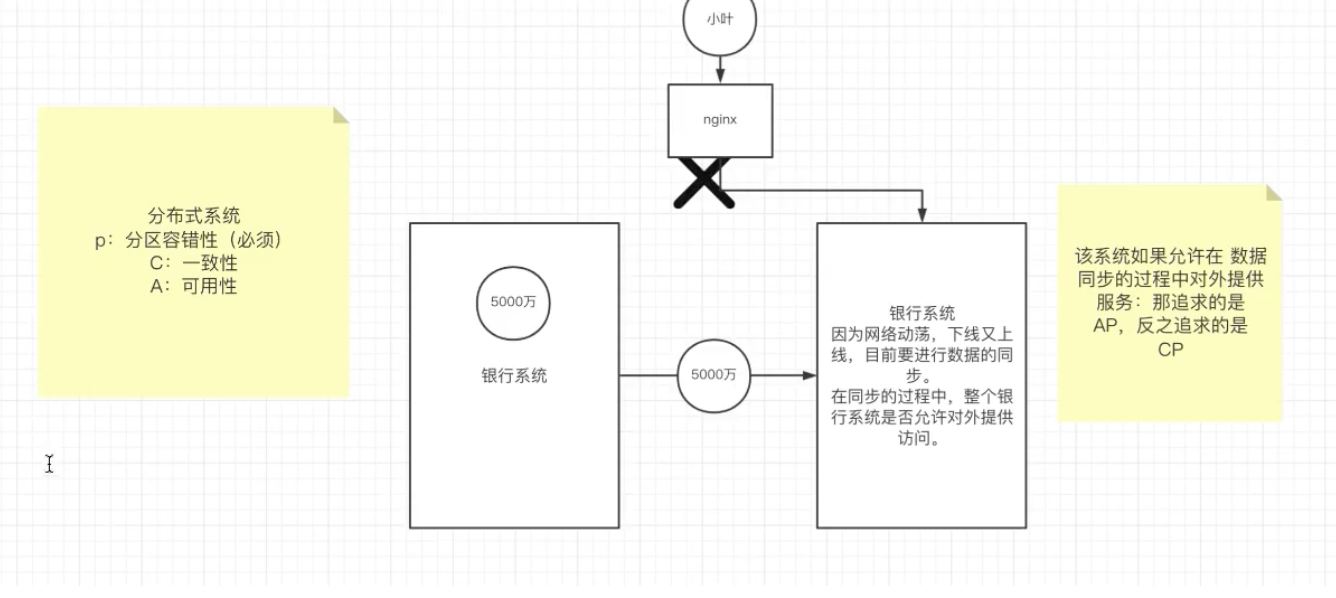 小叶
nginx
分布式系统
p：分区容错性（必须）
C：一致性
A：可用性
5000万
银行系统
5000万
银行系统
因为网络动荡，下线又上
线，目前要进行数据的同
步。
在同步的过程中，整个银
行系统是否允许对外提供
访问。
该系统如果允许在 数据
同步的过程中对外提供
服务：那追求的是
AP，反之追求的是
CP